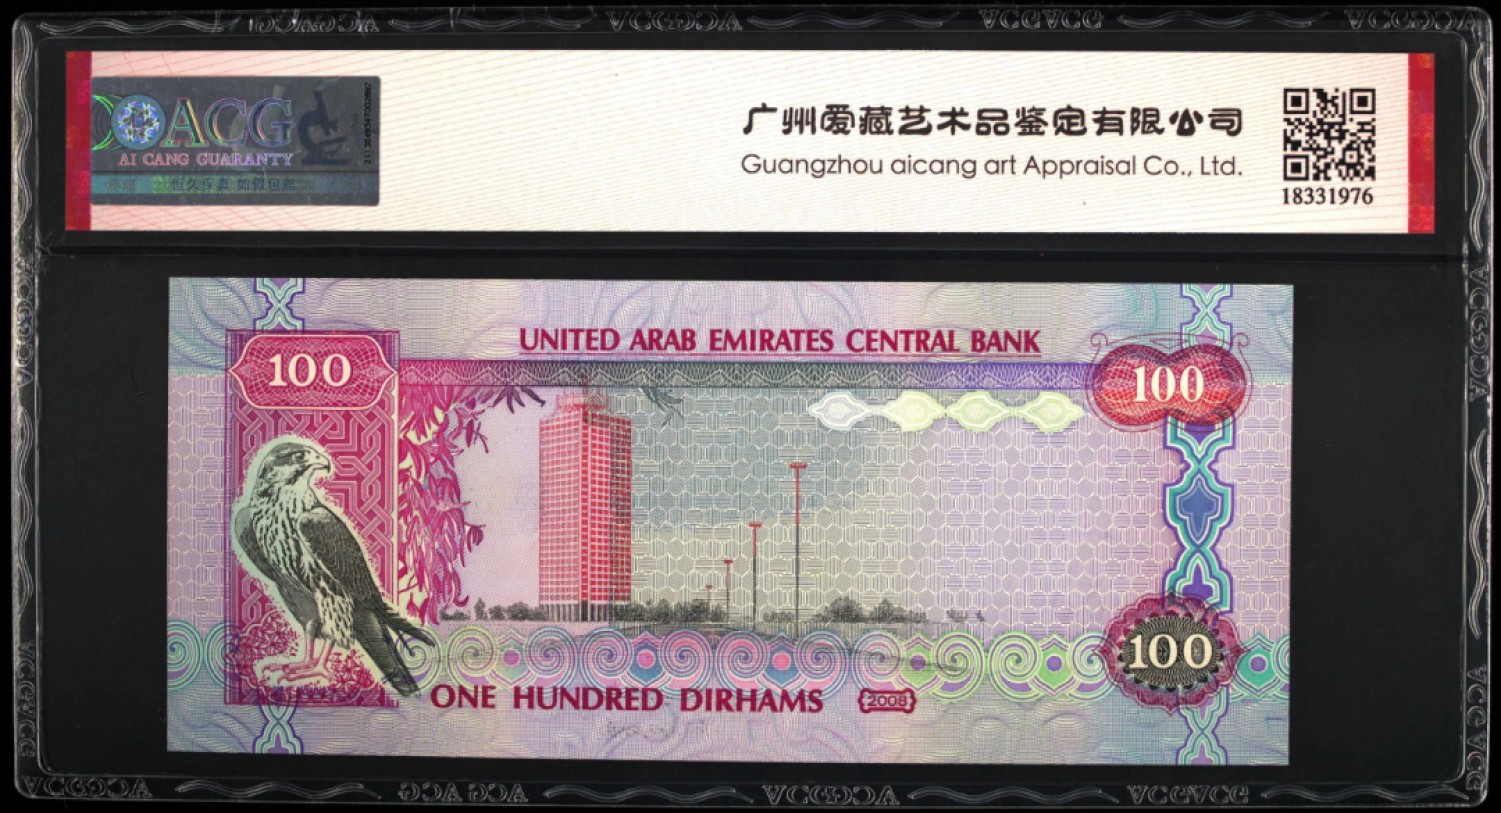 ACG
AI CANG GUARANTY
广州爱藏艺术品鉴定有限公司
Guangzhou aicang art Appraisal Co., Ltd.
18331976
UNITED ARAB EMIRATES CENTRAL BANK
100
100
100
ONE HUNDRED DIRHAMS
2008